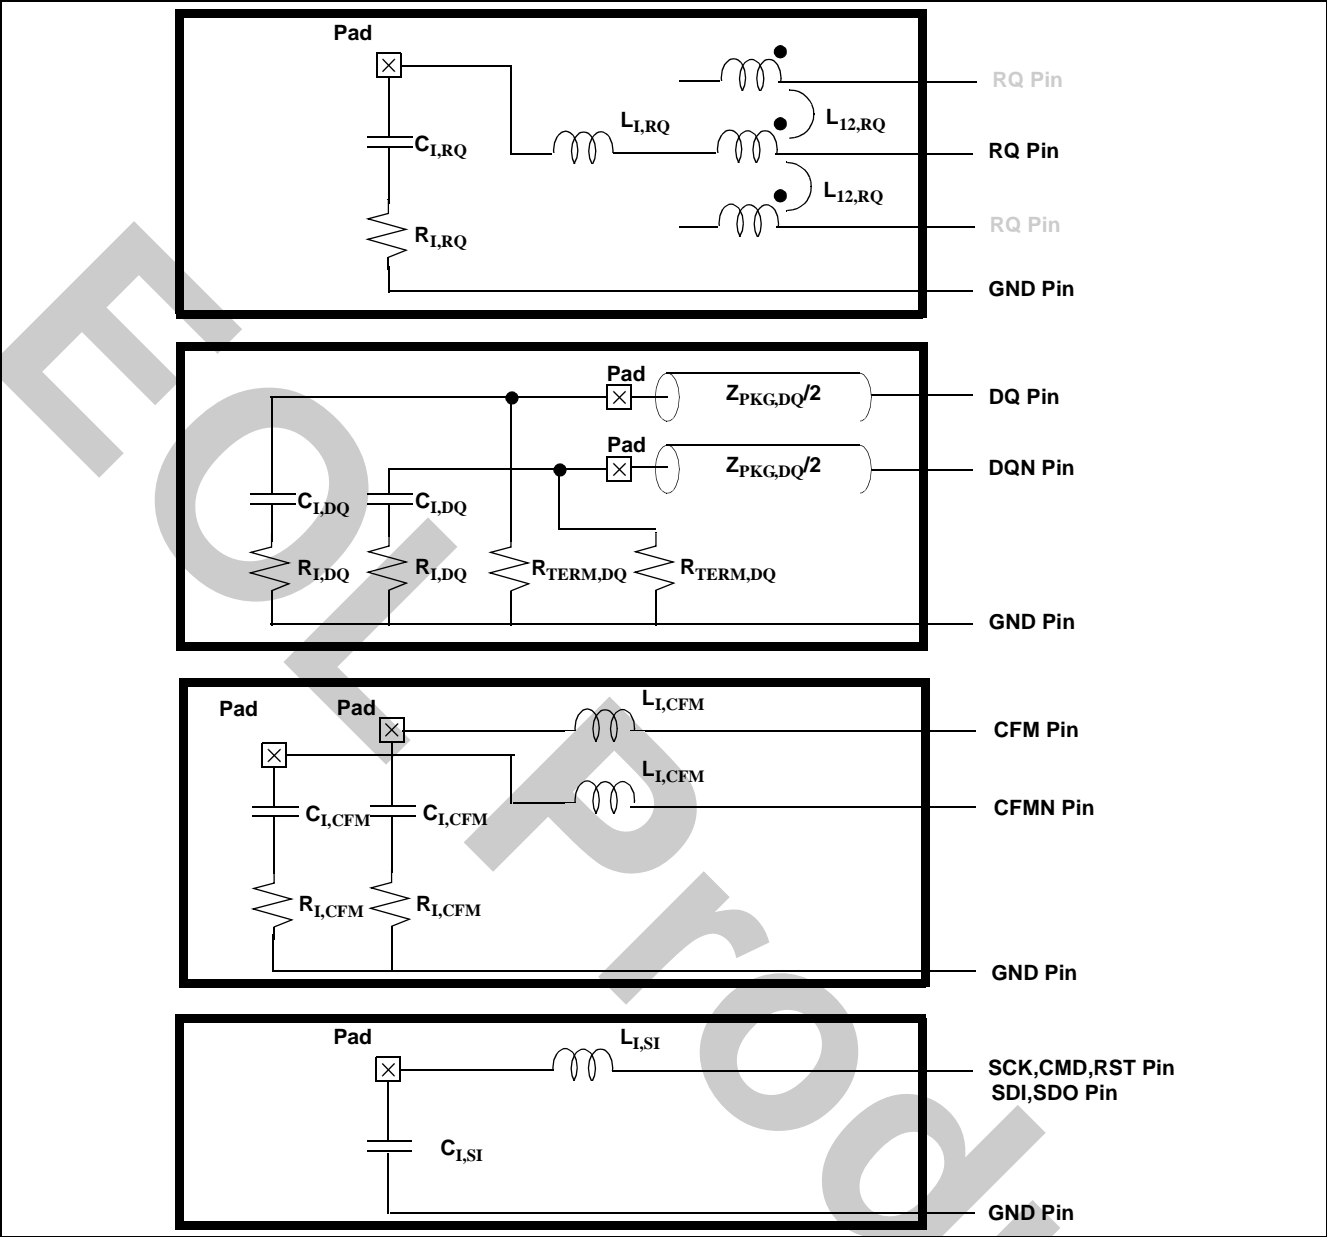 Pad
RQ Pin
L12,RQ
LI,RQ
CI,RQ
RQ Pin
L12,RQ
RQ Pin
RI,RQ
GND Pin
Pad
ZPKG,DQ/2
DQ Pin
Pad
ZPKG,DQ/2
DQN Pin
CI,DQ
CI,DQ
RI,DQ
RI,DQ
RTERM,DQ
RTERM,DQ
GND Pin
LI,CFM
Pad
Pad
CFM Pin
LI,CFM
CI,CFM
CI,CFM
CFMN Pin
RI,CFM
RI,CFM
GND Pin
Pad
LI,SI
SCK,CMD,RST Pin
SDI,SDO Pin
CI,SI
GND Pin
EOL Prod